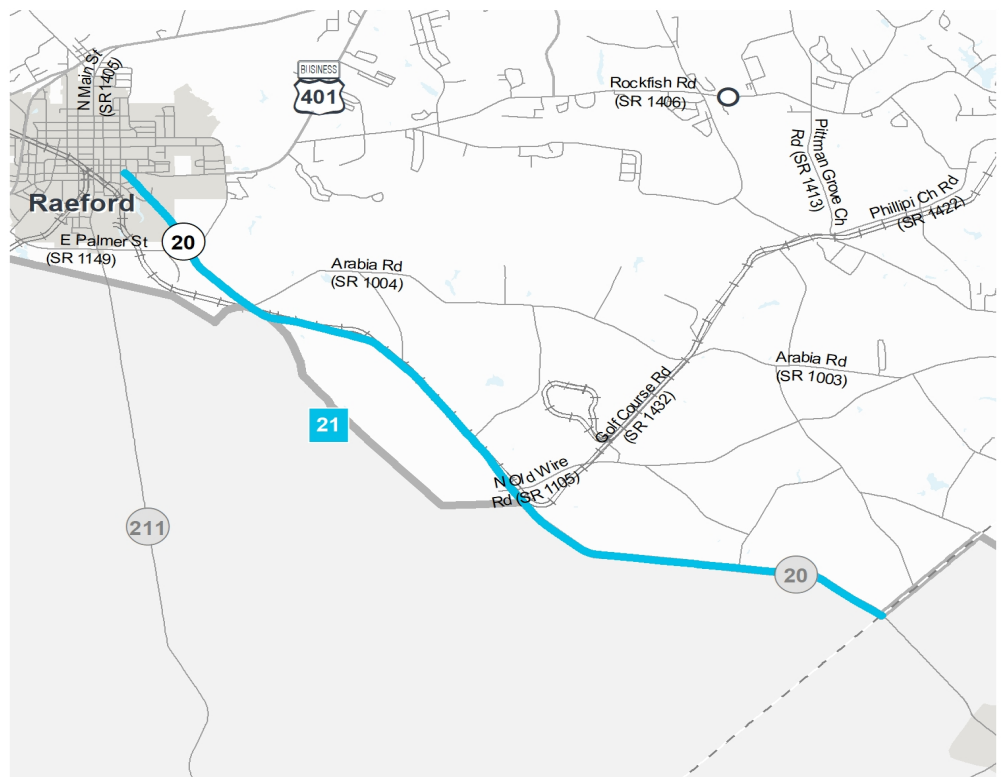 N Main St
(SR1405)
BUSINESS
401
Rockfish Rd
(SR 1406)
Pittman Grove Ch
Rd (SR 1413)
Phillipi Ch Rd
(SR 1422)
Raeford
20
E Palmer St
(SR 1149)
Arabia Rd
(SR 1004)
Arabia Rd
(SR 1003)
Golf Course Rd
(SR 1432)
21
N Old Wire
Rd (SR 1105)
211
20